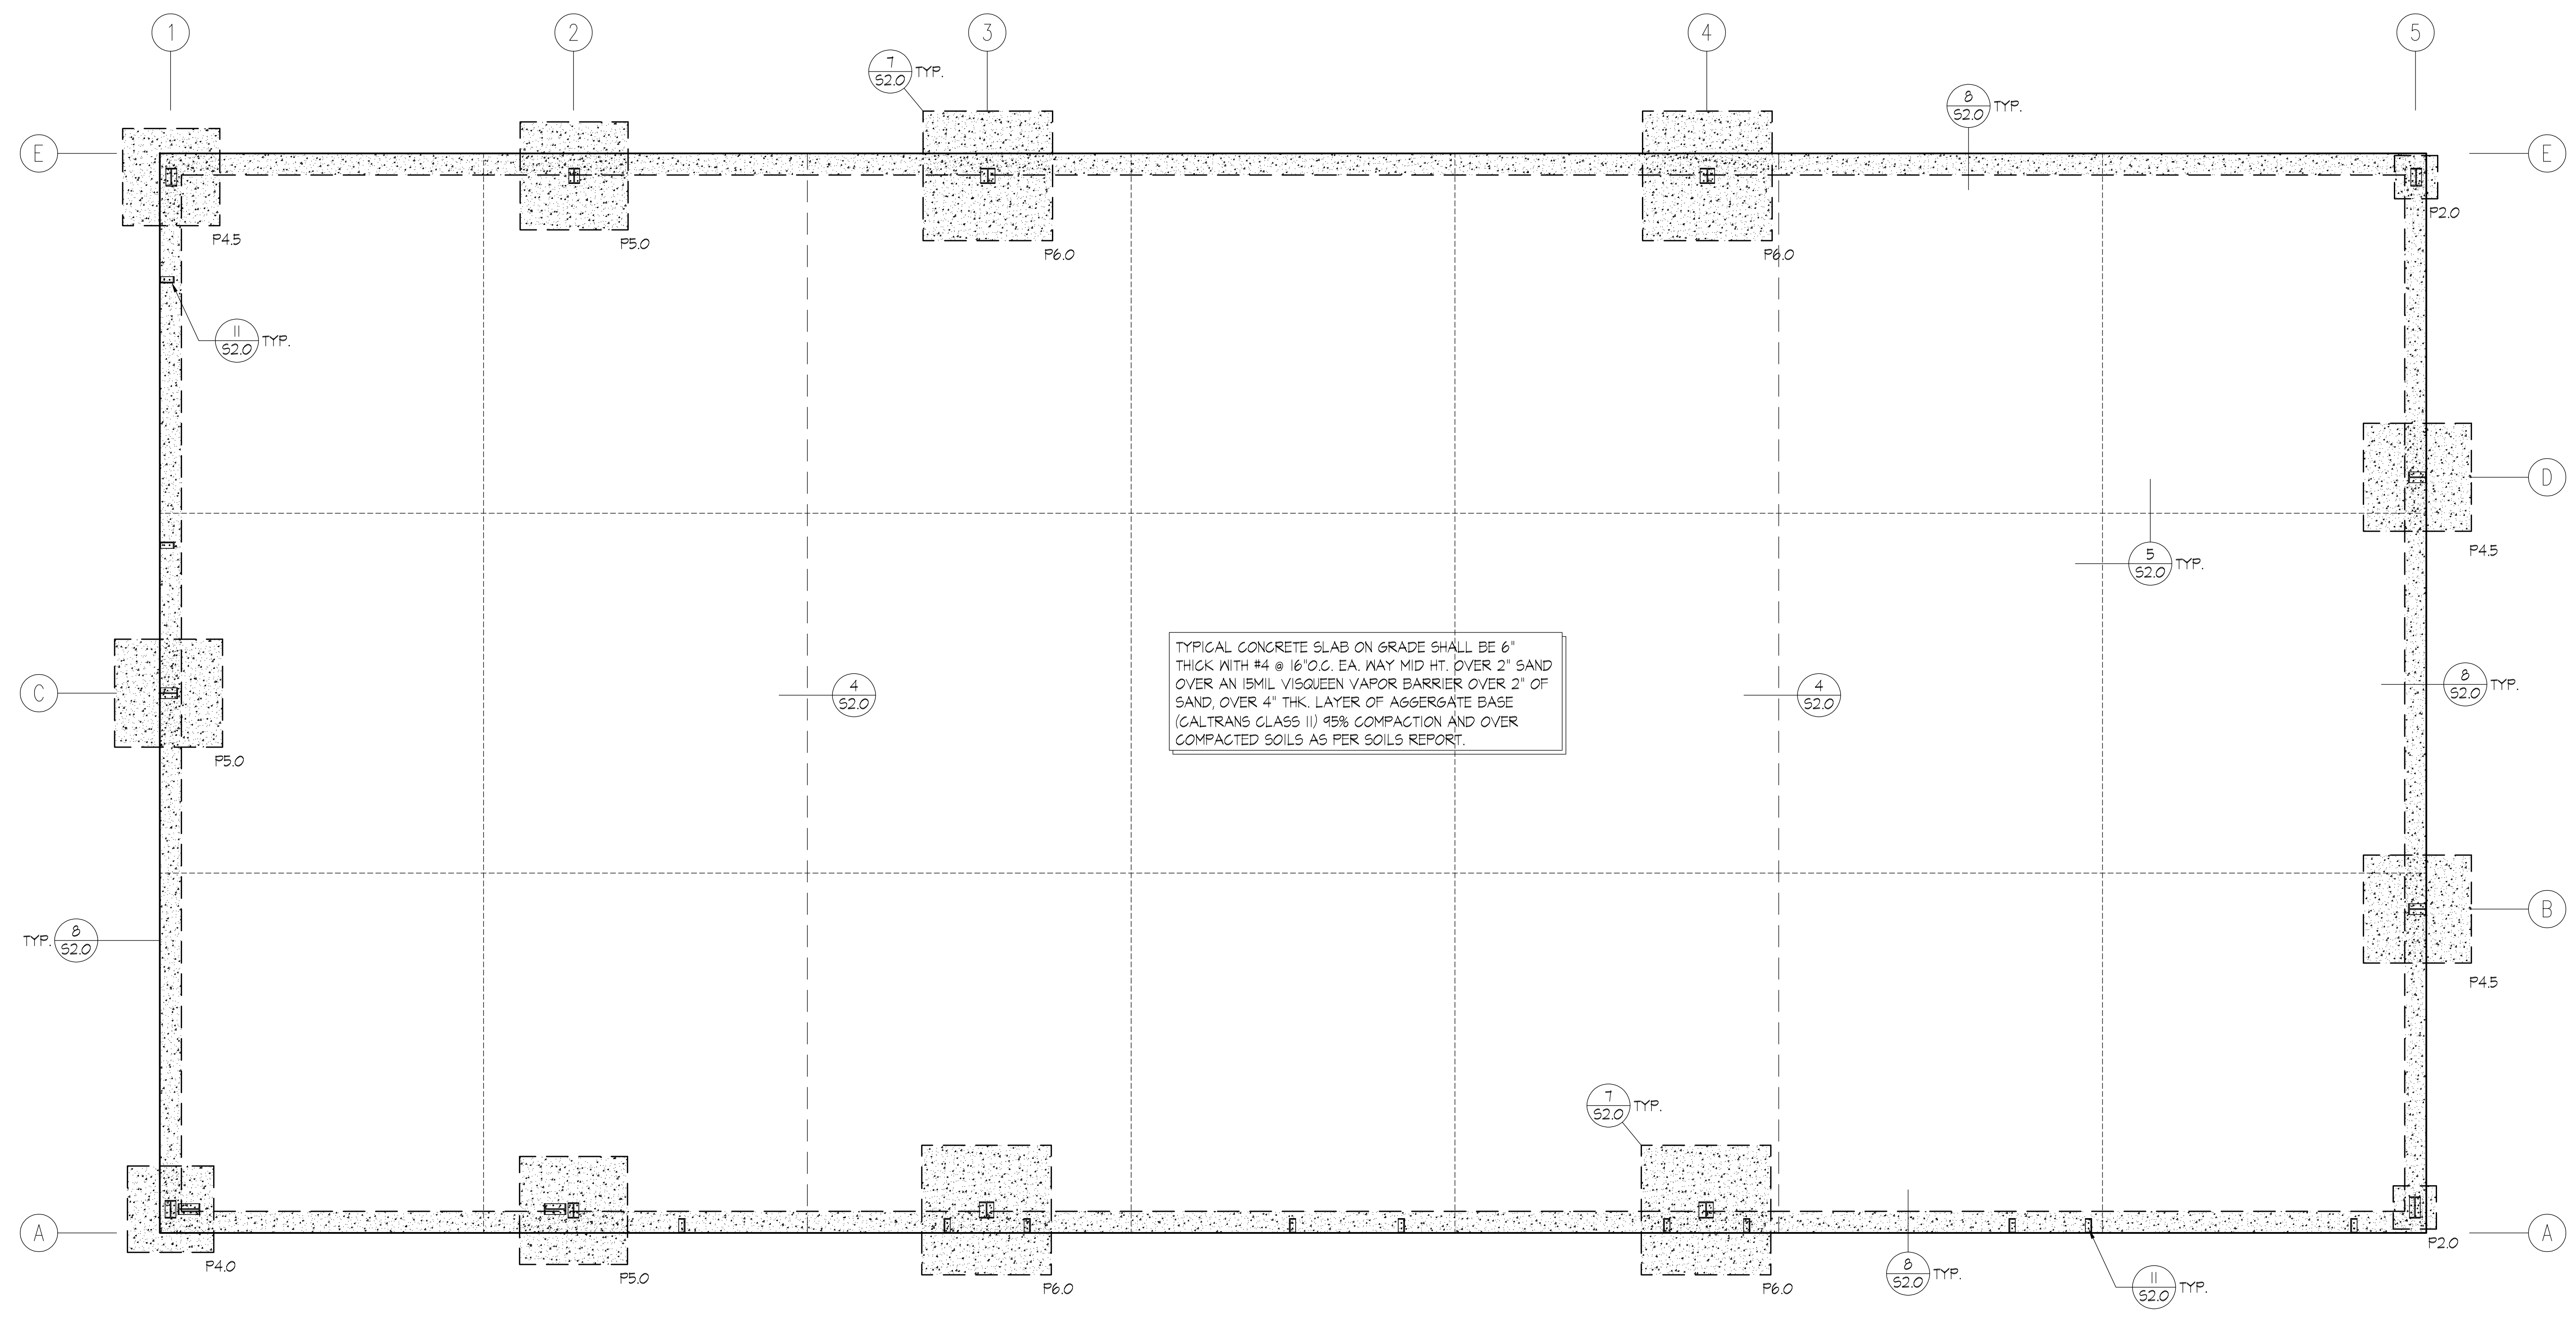 1
2
3
4
5
7
S2.0 TYP.
8
S2.0 TYP.
E
E
P4.5
P5.0
P6.0
P6.0
P2.0
11
S2.0 TYP.
D
P4.5
5
S2.0 TYP.
TYPICAL CONCRETE SLAB ON GRADE SHALL BE 6"
THICK WITH #4 @ 16"O.C. EA. WAY MID HT. OVER 2" SAND
OVER AN 15MIL VISQUEEN VAPOR BARRIER OVER 2" OF
SAND, OVER 4" THK. LAYER OF AGGERGATE BASE
(CALTRANS CLASS II) 95% COMPACTION AND OVER
COMPACTED SOILS AS PER SOILS REPORT.
C
4
S2.0
4
S2.0
8
S2.0 TYP.
P5.0
B
TYP. 8
S2.0
P4.5
7
S2.0 TYP.
A
A
P4.0
P5.0
P6.0
P6.0
P2.0
8
S2.0 TYP.
11
S2.0 TYP.